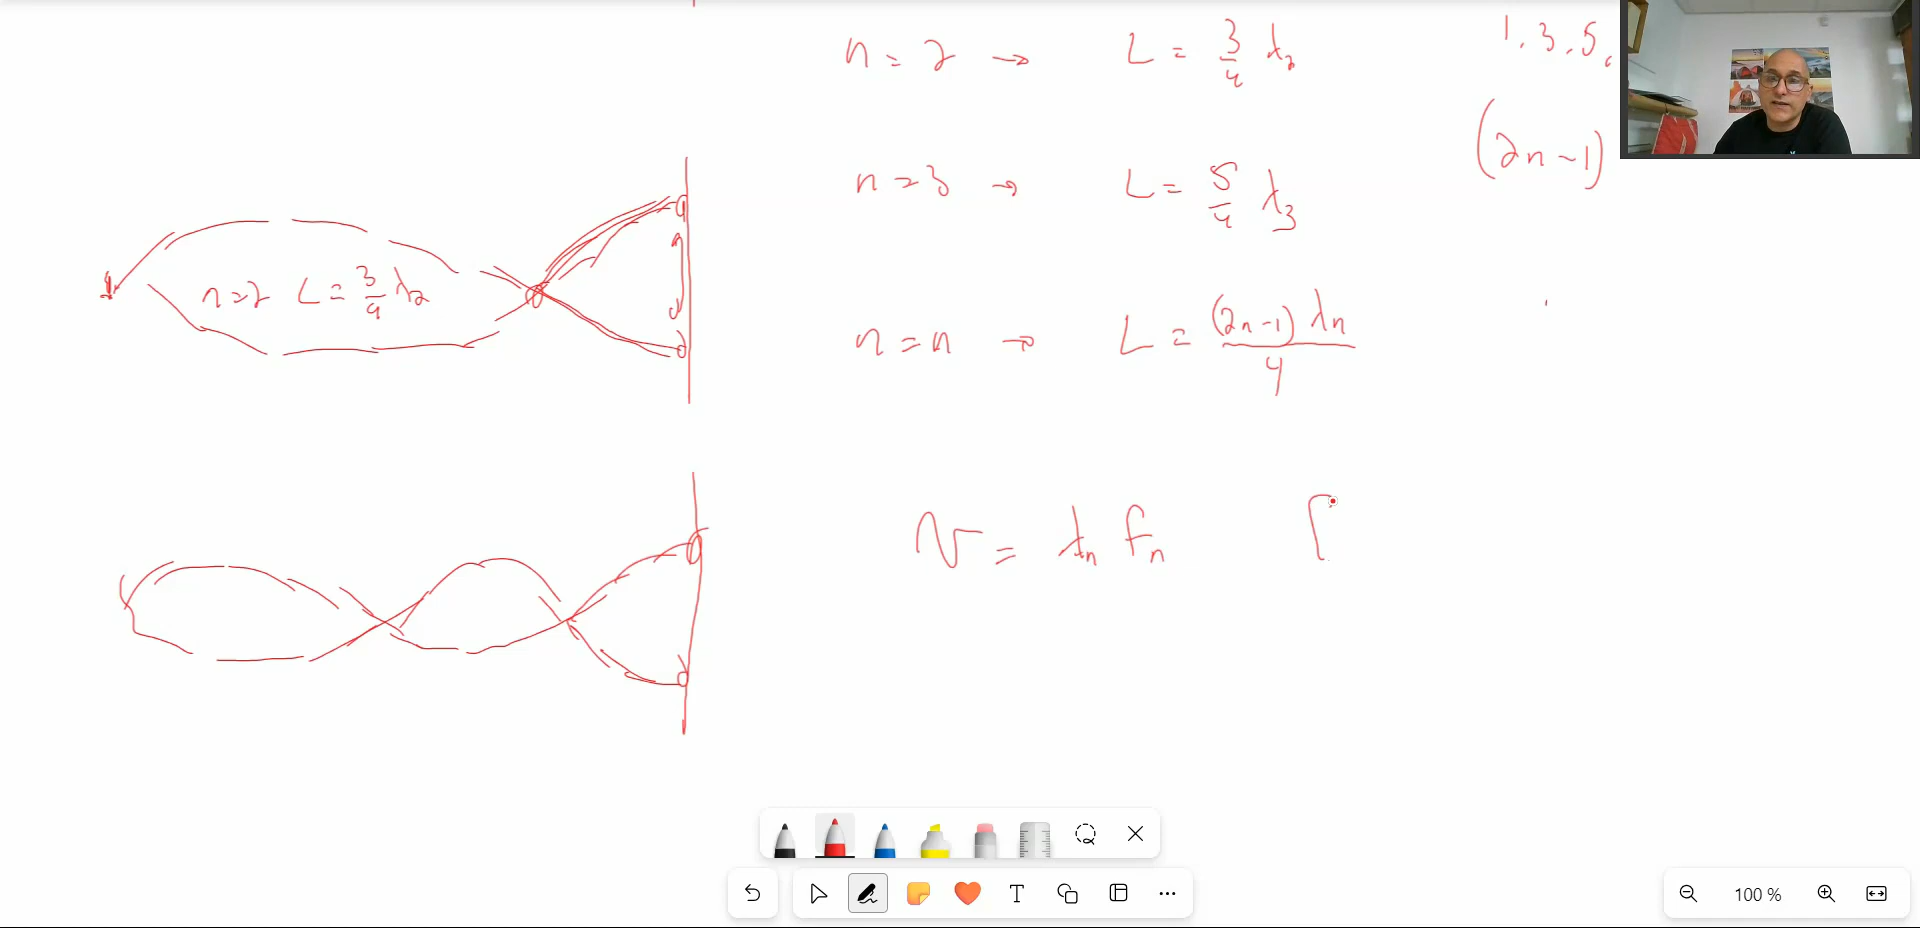 n = 2 → L = 3/4 λ2
1, 3, 5,
(2n-1)
n = 3 → L = 5/4 λ3
n = 2 L = 3/4 λ2
n = n → L = (2n-1) λn / 4
v = λn fn f
100 %